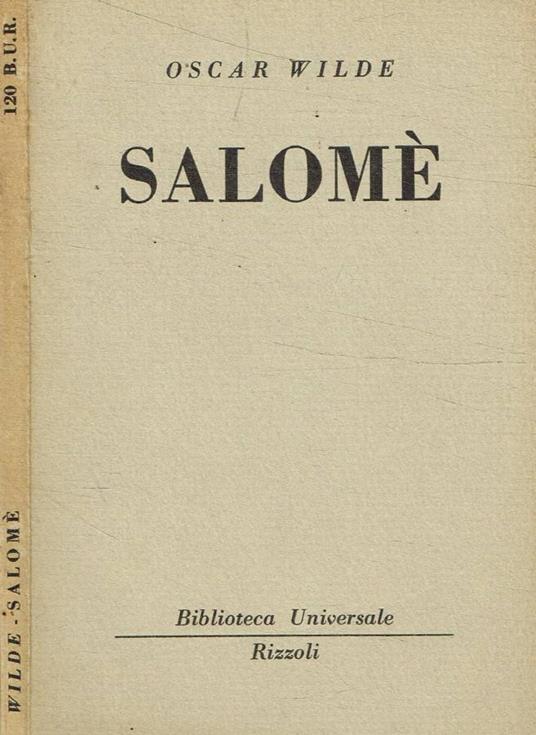 OSCAR WILDE
SALOMÈ
Biblioteca Universale
Rizzoli
WILDE - SALOMÈ
120 B.U.R.